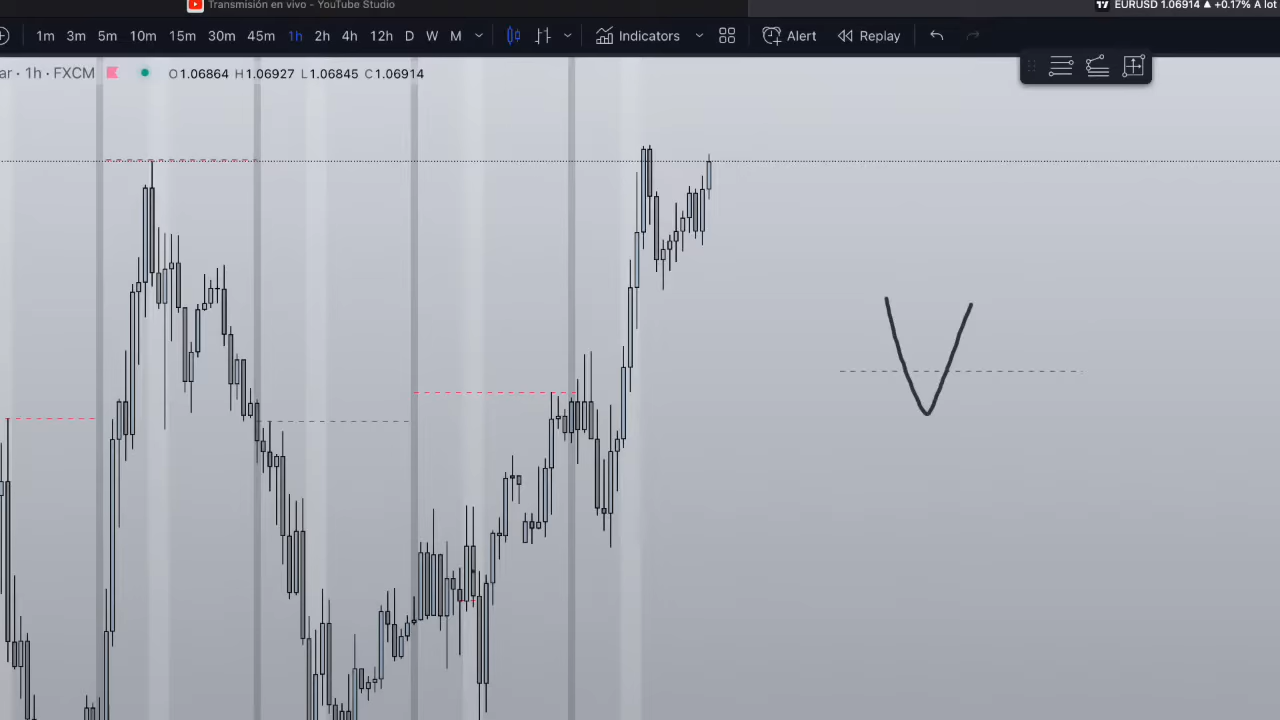 Transmisión en vivo - YouTube Studio
EURUSD 1.06914 ▲ +0.17% A lot
1m 3m 5m 10m 15m 30m 45m 1h 2h 4h 12h D W M Indicators Alert Replay
ar · 1h · FXCM O1.06864 H1.06927 L1.06845 C1.06914